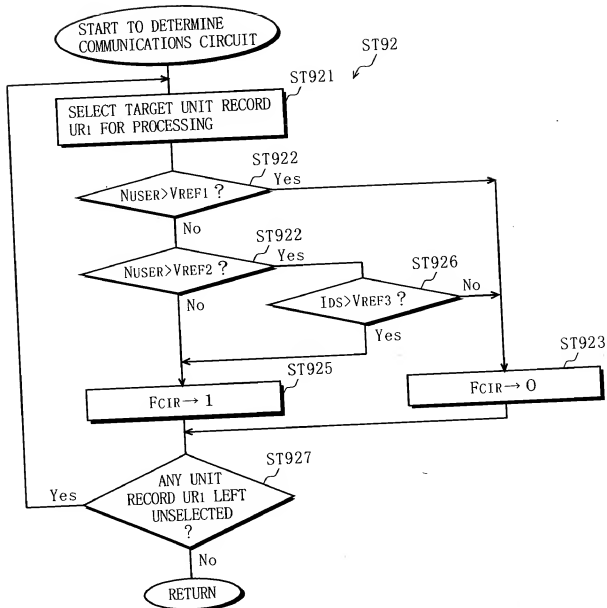 START TO DETERMINE
COMMUNICATIONS CIRCUIT
ST92
ST921
SELECT TARGET UNIT RECORD
UR1 FOR PROCESSING
ST922
NUSER>VREF1 ?
Yes
No
ST922
NUSER>VREF2 ?
Yes
No
ST926
IDS>VREF3 ?
No
Yes
ST925
FCIR→ 1
ST923
FCIR→ 0
ST927
ANY UNIT
RECORD UR1 LEFT
UNSELECTED
?
Yes
No
RETURN